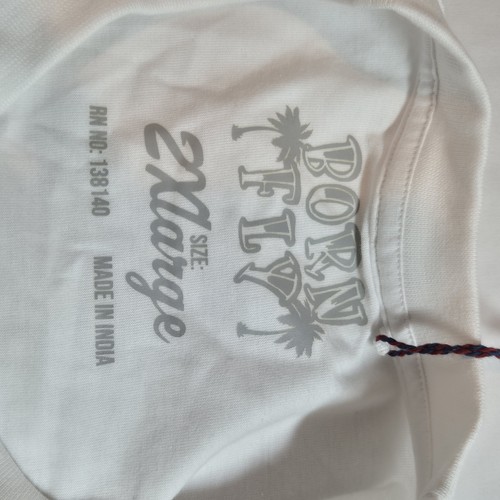 BORN
FLY
SIZE:
2Xlarge
RN NO: 138140 MADE IN INDIA